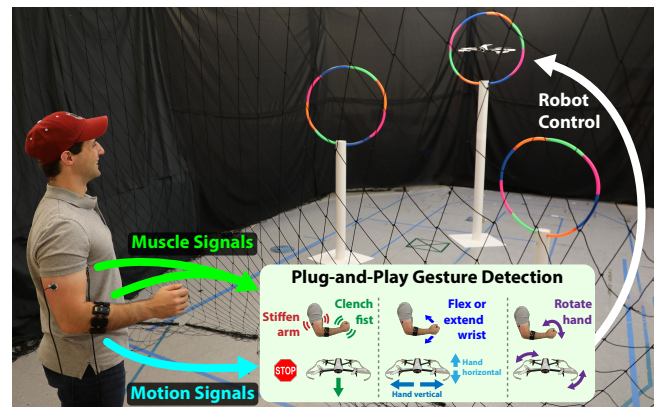 Robot
Control
Muscle Signals
Plug-and-Play Gesture Detection
Stiffen
arm
Clench
fist
Flex or
extend
wrist
Rotate
hand
STOP
Hand
horizontal
Hand vertical
Motion Signals